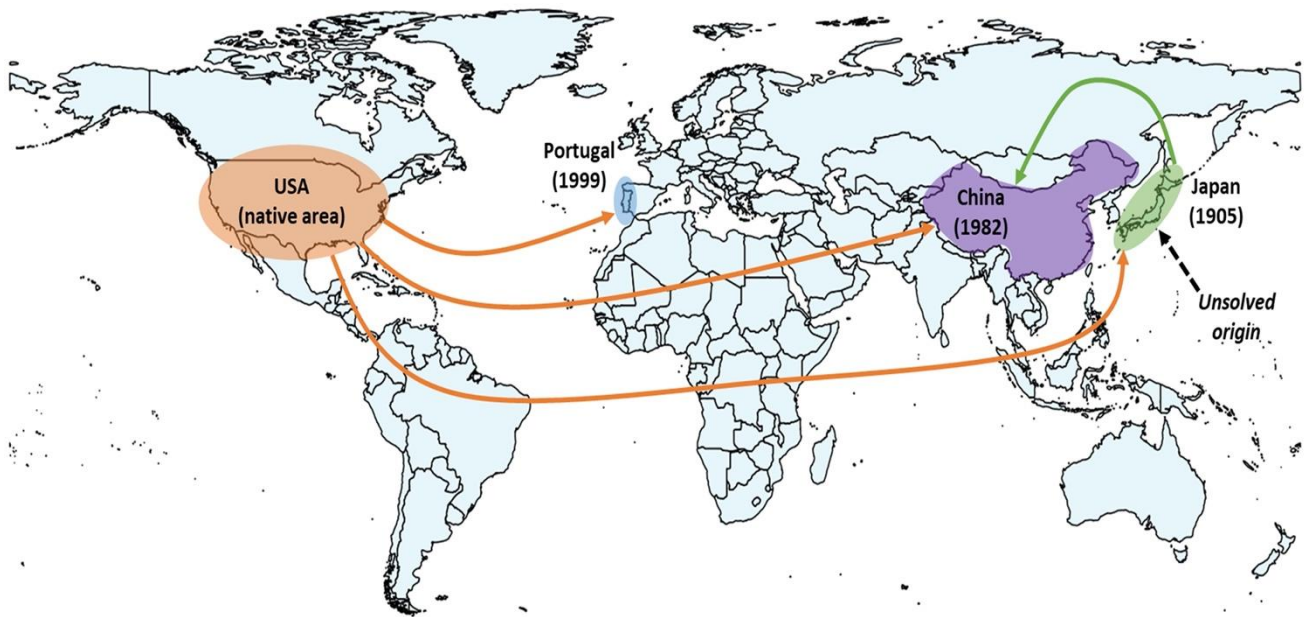 USA
(native area)
Portugal
(1999)
China
(1982)
Japan
(1905)
Unsolved
origin